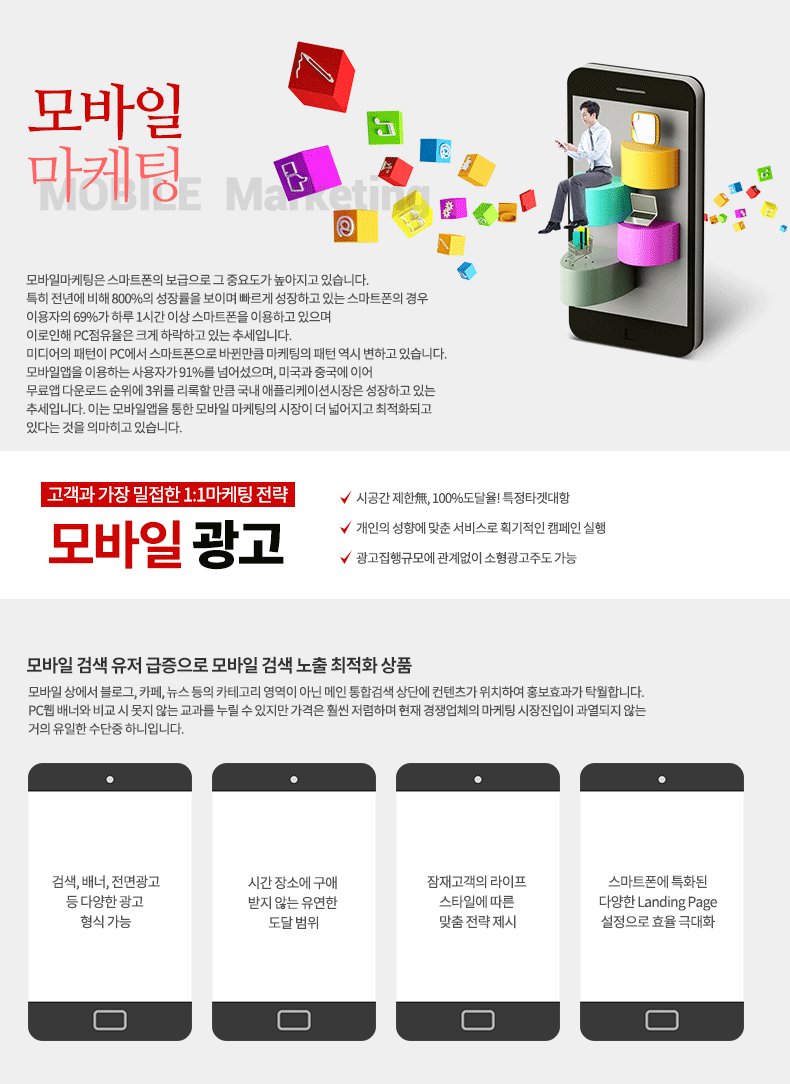 모바일
마케팅
MOBILE Marketing
모바일마케팅은 스마트폰의 보급으로 그 중요도가 높아지고 있습니다.
특히 전년에 비해 800%의 성장률을 보이며 빠르게 성장하고 있는 스마트폰의 경우
이용자의 69%가 하루 1시간 이상 스마트폰을 이용하고 있으며
이로인해 PC점유율은 크게 하락하고 있는 추세입니다.
미디어의 패턴이 PC에서 스마트폰으로 바뀐만큼 마케팅의 패턴 역시 변하고 있습니다.
모바일앱을 이용하는 사용자가 91%를 넘어섰으며, 미국과 중국에 이어
무료앱 다운로드 순위에 3위를 리록할 만큼 국내 애플리케이션시장은 성장하고 있는
추세입니다. 이는 모바일앱을 통한 모바일 마케팅의 시장이 더 넓어지고 최적화되고
있다는 것을 의마히고 있습니다.
고객과 가장 밀접한 1:1마케팅 전략
모바일 광고
시공간 제한無, 100%도달율! 특정타겟대항
개인의 성향에 맞춘 서비스로 획기적인 캠페인 실행
광고집행규모에 관계없이 소형광고주도 가능
모바일 검색 유저 급증으로 모바일 검색 노출 최적화 상품
모바일 상에서 블로그, 카페, 뉴스 등의 카테고리 영역이 아닌 메인 통합검색 상단에 컨텐츠가 위치하여 홍보효과가 탁월합니다.
PC웹 배너와 비교 시 못지 않는 교과를 누릴 수 있지만 가격은 훨씬 저렴하며 현재 경쟁업체의 마케팅 시장진입이 과열되지 않는
거의 유일한 수단중 하니입니다.
검색, 배너, 전면광고
등 다양한 광고
형식 가능
시간 장소에 구애
받지 않는 유연한
도달 범위
잠재고객의 라이프
스타일에 따른
맞춤 전략 제시
스마트폰에 특화된
다양한 Landing Page
설정으로 효율 극대화